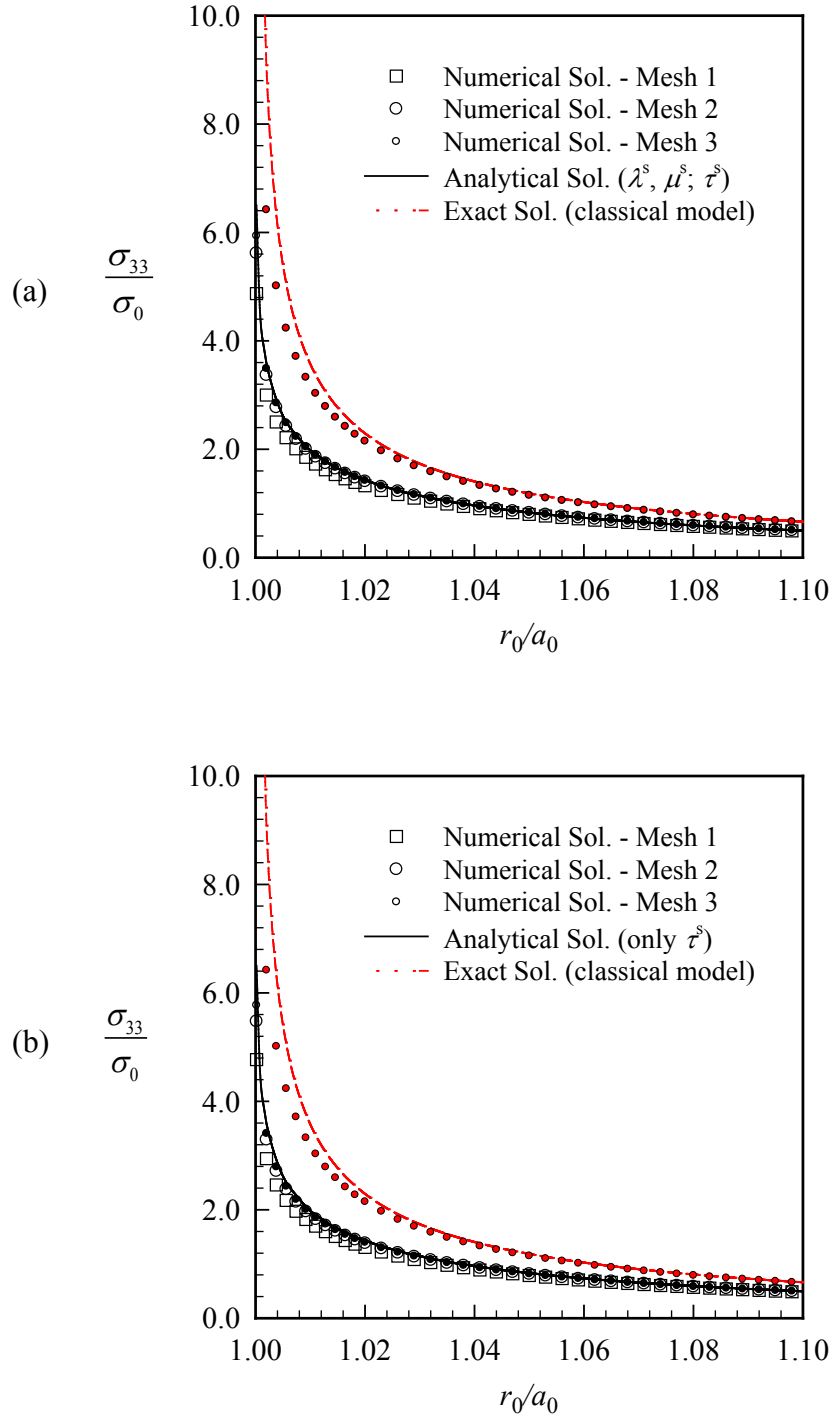 10.0
8.0
6.0
4.0
2.0
0.0
Numerical Sol. - Mesh 1
Numerical Sol. - Mesh 2
Numerical Sol. - Mesh 3
Analytical Sol. (λˢ, μˢ; τˢ)
Exact Sol. (classical model)
(a)
σ₃₃
σ₀
1.00 1.02 1.04 1.06 1.08 1.10
r₀/a₀
10.0
8.0
6.0
4.0
2.0
0.0
Numerical Sol. - Mesh 1
Numerical Sol. - Mesh 2
Numerical Sol. - Mesh 3
Analytical Sol. (only τˢ)
Exact Sol. (classical model)
(b)
σ₃₃
σ₀
1.00 1.02 1.04 1.06 1.08 1.10
r₀/a₀